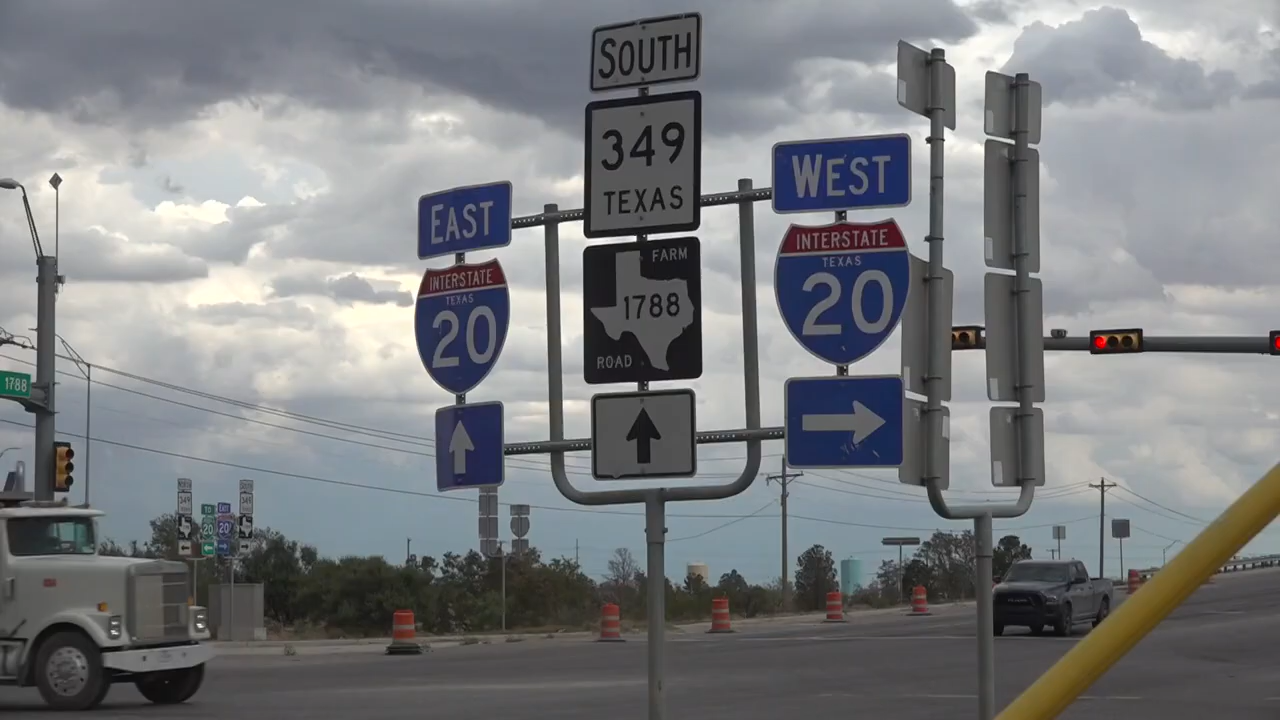 SOUTH
349
TEXAS
EAST
INTERSTATE
TEXAS
20
FARM
1788
ROAD
WEST
INTERSTATE
TEXAS
20
1788